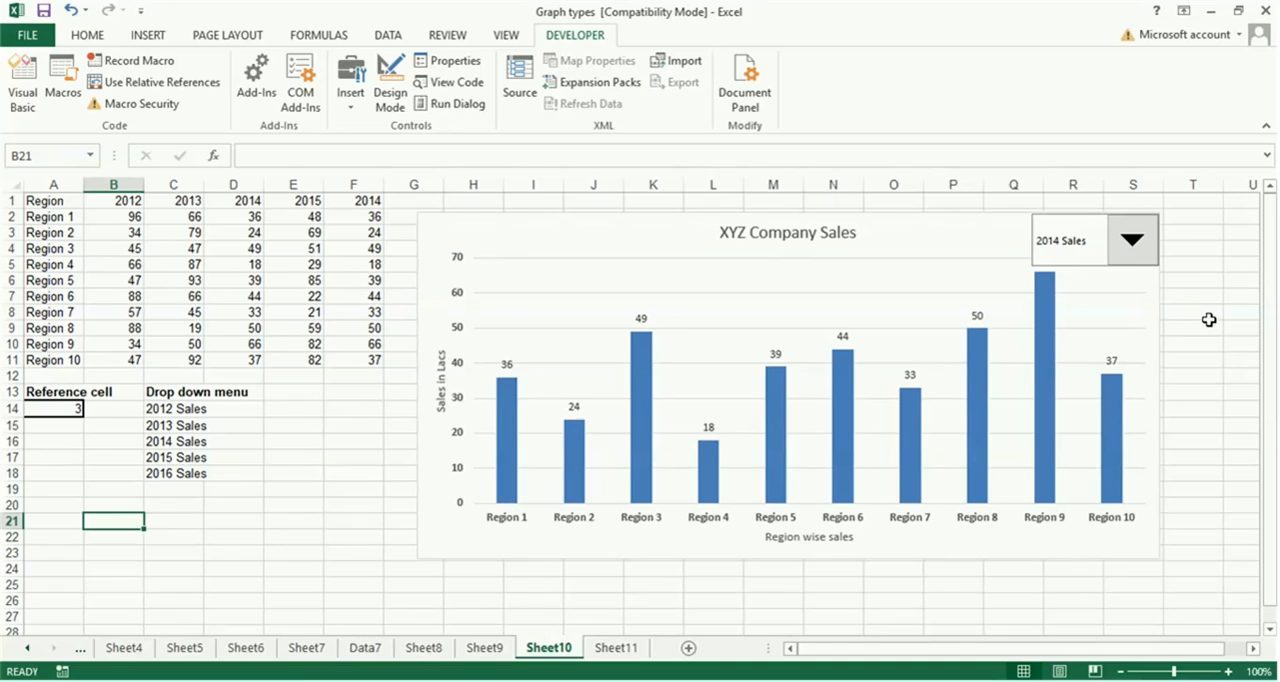 Graph types [Compatibility Mode] - Excel
FILE HOME INSERT PAGE LAYOUT FORMULAS DATA REVIEW VIEW DEVELOPER Microsoft account
Visual Basic
Macros
Record Macro
Use Relative References
Macro Security
Code
Add-Ins
COM Add-Ins
Add-Ins
Insert
Design Mode
Properties
View Code
Run Dialog
Controls
Source
Map Properties
Expansion Packs
Refresh Data
Import
Export
XML
Document Panel
Modify
B21 fx
A B C D E F G H I J K L M N O P Q R S T U
1 Region 2012 2013 2014 2015 2014
2 Region 1 96 66 36 48 36
3 Region 2 34 79 24 69 24
4 Region 3 45 47 49 51 49
5 Region 4 66 87 18 29 18
6 Region 5 47 93 39 85 39
7 Region 6 88 66 44 22 44
8 Region 7 57 45 33 21 33
9 Region 8 88 19 50 59 50
10 Region 9 34 50 66 82 66
11 Region 10 47 92 37 82 37
12
13 Reference cell Drop down menu
14 3 2012 Sales
15 2013 Sales
16 2014 Sales
17 2015 Sales
18 2016 Sales
19
20
21
22
23
24
25
26
27
28
XYZ Company Sales
2014 Sales
70
60
50
40
30
20
10
0
Sales in Lacs
36 24 49 18 39 44 33 50 37
Region 1 Region 2 Region 3 Region 4 Region 5 Region 6 Region 7 Region 8 Region 9 Region 10
Region wise sales
... Sheet4 Sheet5 Sheet6 Sheet7 Data7 Sheet8 Sheet9 Sheet10 Sheet11
READY 100%